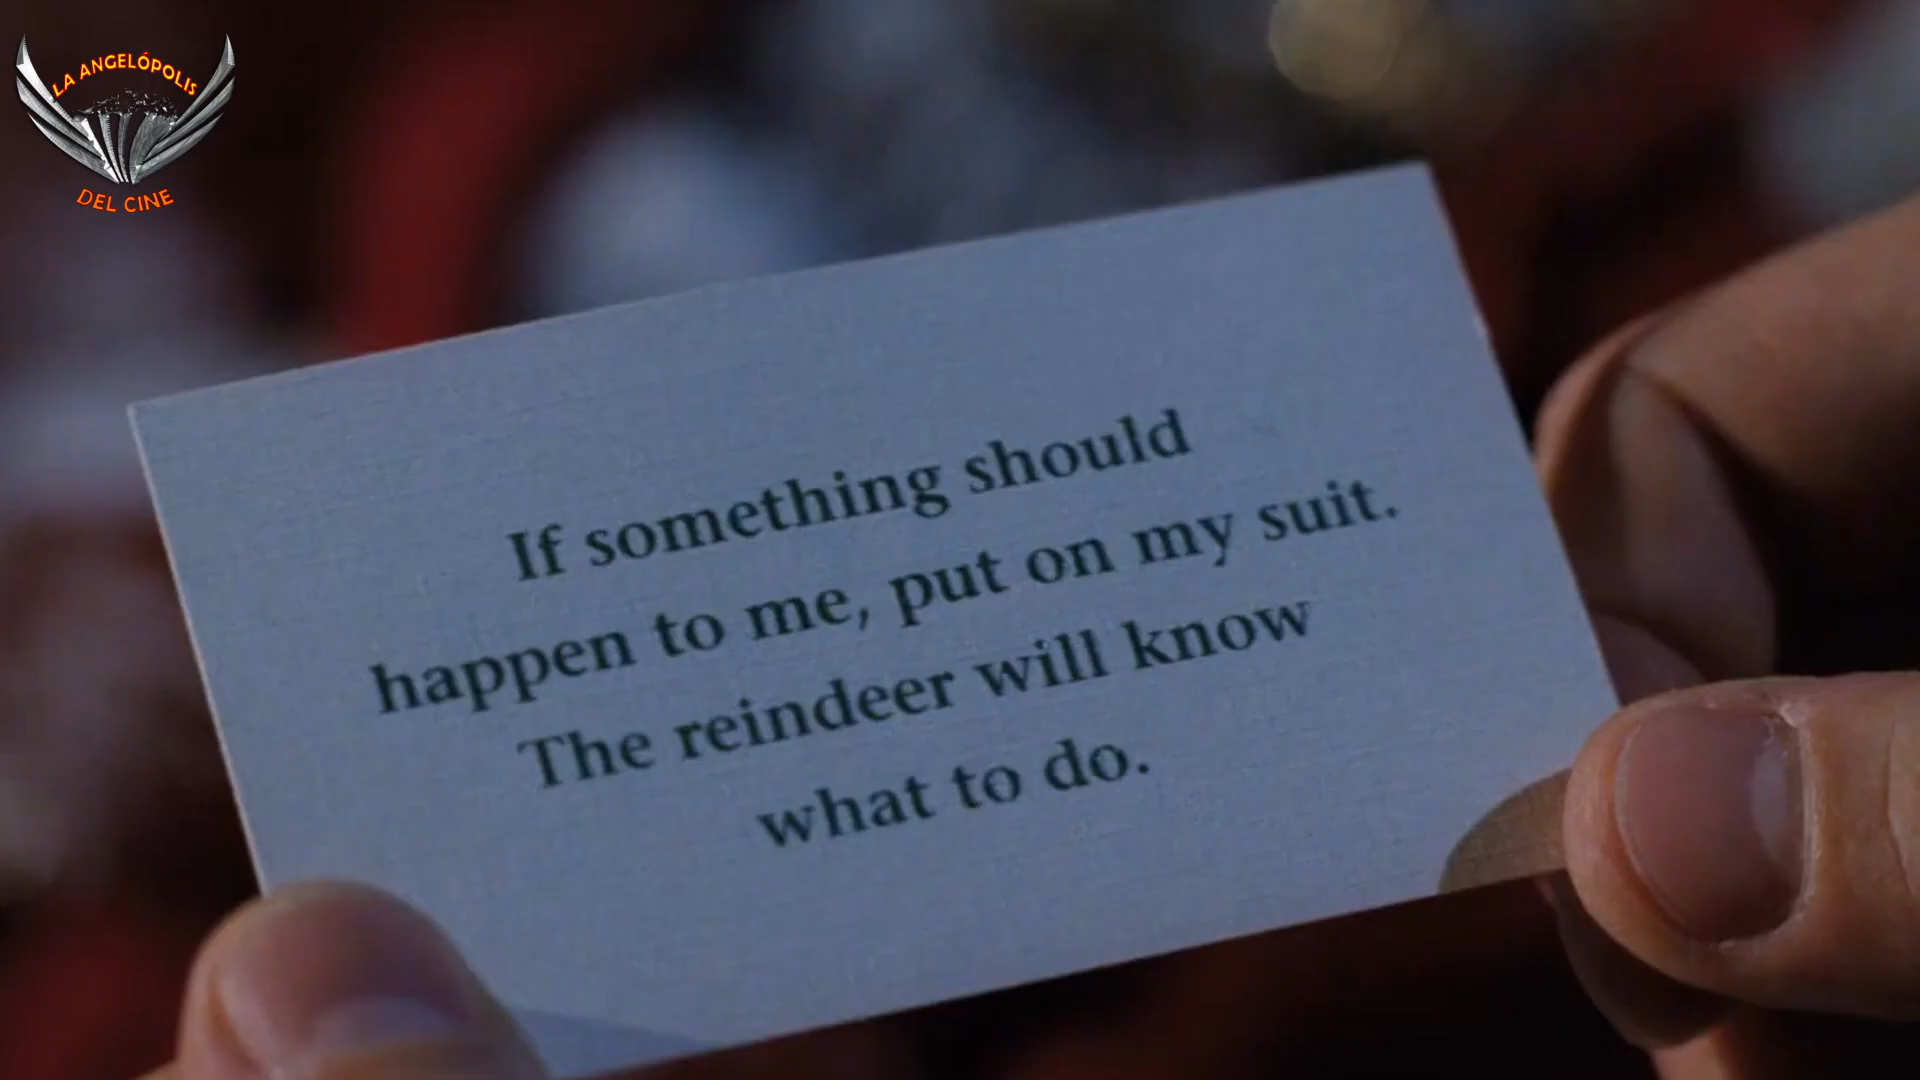 LA ANGELÓPOLIS
DEL CINE
If something should
happen to me, put on my suit.
The reindeer will know
what to do.